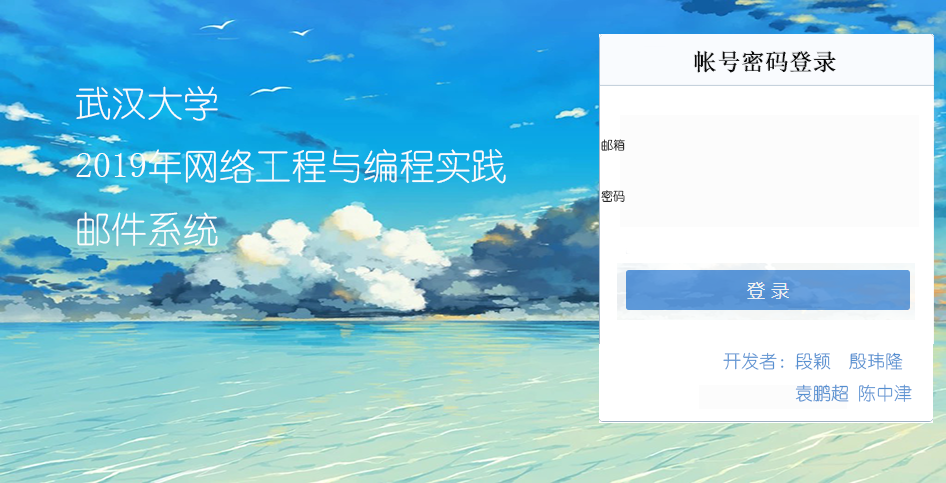 武汉大学
2019年网络工程与编程实践
邮件系统
帐号密码登录
邮箱
密码
登 录
开发者：段颖 殷玮隆
袁鹏超 陈中津